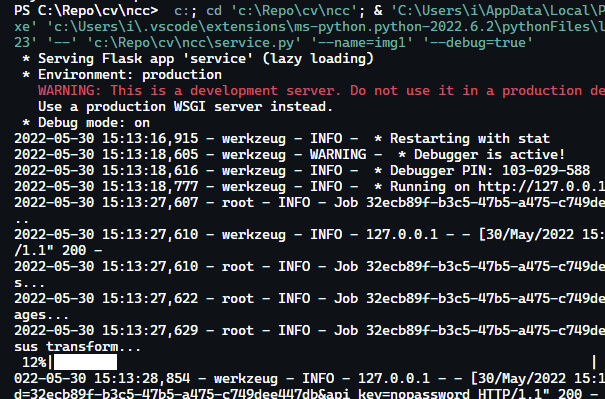 PS C:\Repo\cv\ncc>  c:; cd 'c:\Repo\cv\ncc'; & 'C:\Users\i\AppData\Local\P
xe' 'c:\Users\i\.vscode\extensions\ms-python.python-2022.6.2\pythonFiles\l
23' '--' 'c:\Repo\cv\ncc\service.py' '--name=img1' '--debug=true'
 * Serving Flask app 'service' (lazy loading)
 * Environment: production
   WARNING: This is a development server. Do not use it in a production de
   Use a production WSGI server instead.
 * Debug mode: on
2022-05-30 15:13:16,915 - werkzeug - INFO -  * Restarting with stat
2022-05-30 15:13:18,605 - werkzeug - WARNING -  * Debugger is active!
2022-05-30 15:13:18,616 - werkzeug - INFO -  * Debugger PIN: 103-029-588
2022-05-30 15:13:18,777 - werkzeug - INFO -  * Running on http://127.0.0.1
2022-05-30 15:13:27,607 - root - INFO - Job 32ecb89f-b3c5-47b5-a475-c749de
..
2022-05-30 15:13:27,610 - werkzeug - INFO - 127.0.0.1 - - [30/May/2022 15:
/1.1" 200 -
2022-05-30 15:13:27,610 - root - INFO - Job 32ecb89f-b3c5-47b5-a475-c749de
s...
2022-05-30 15:13:27,622 - root - INFO - Job 32ecb89f-b3c5-47b5-a475-c749de
ages...
2022-05-30 15:13:27,629 - root - INFO - Job 32ecb89f-b3c5-47b5-a475-c749de
sus transform...
 12%|
022-05-30 15:13:28,854 - werkzeug - INFO - 127.0.0.1 - - [30/May/2022 15:
d=32ecb89f-b3c5-47b5-a475-c749dee447db&api_key=nopassword HTTP/1.1" 200 -